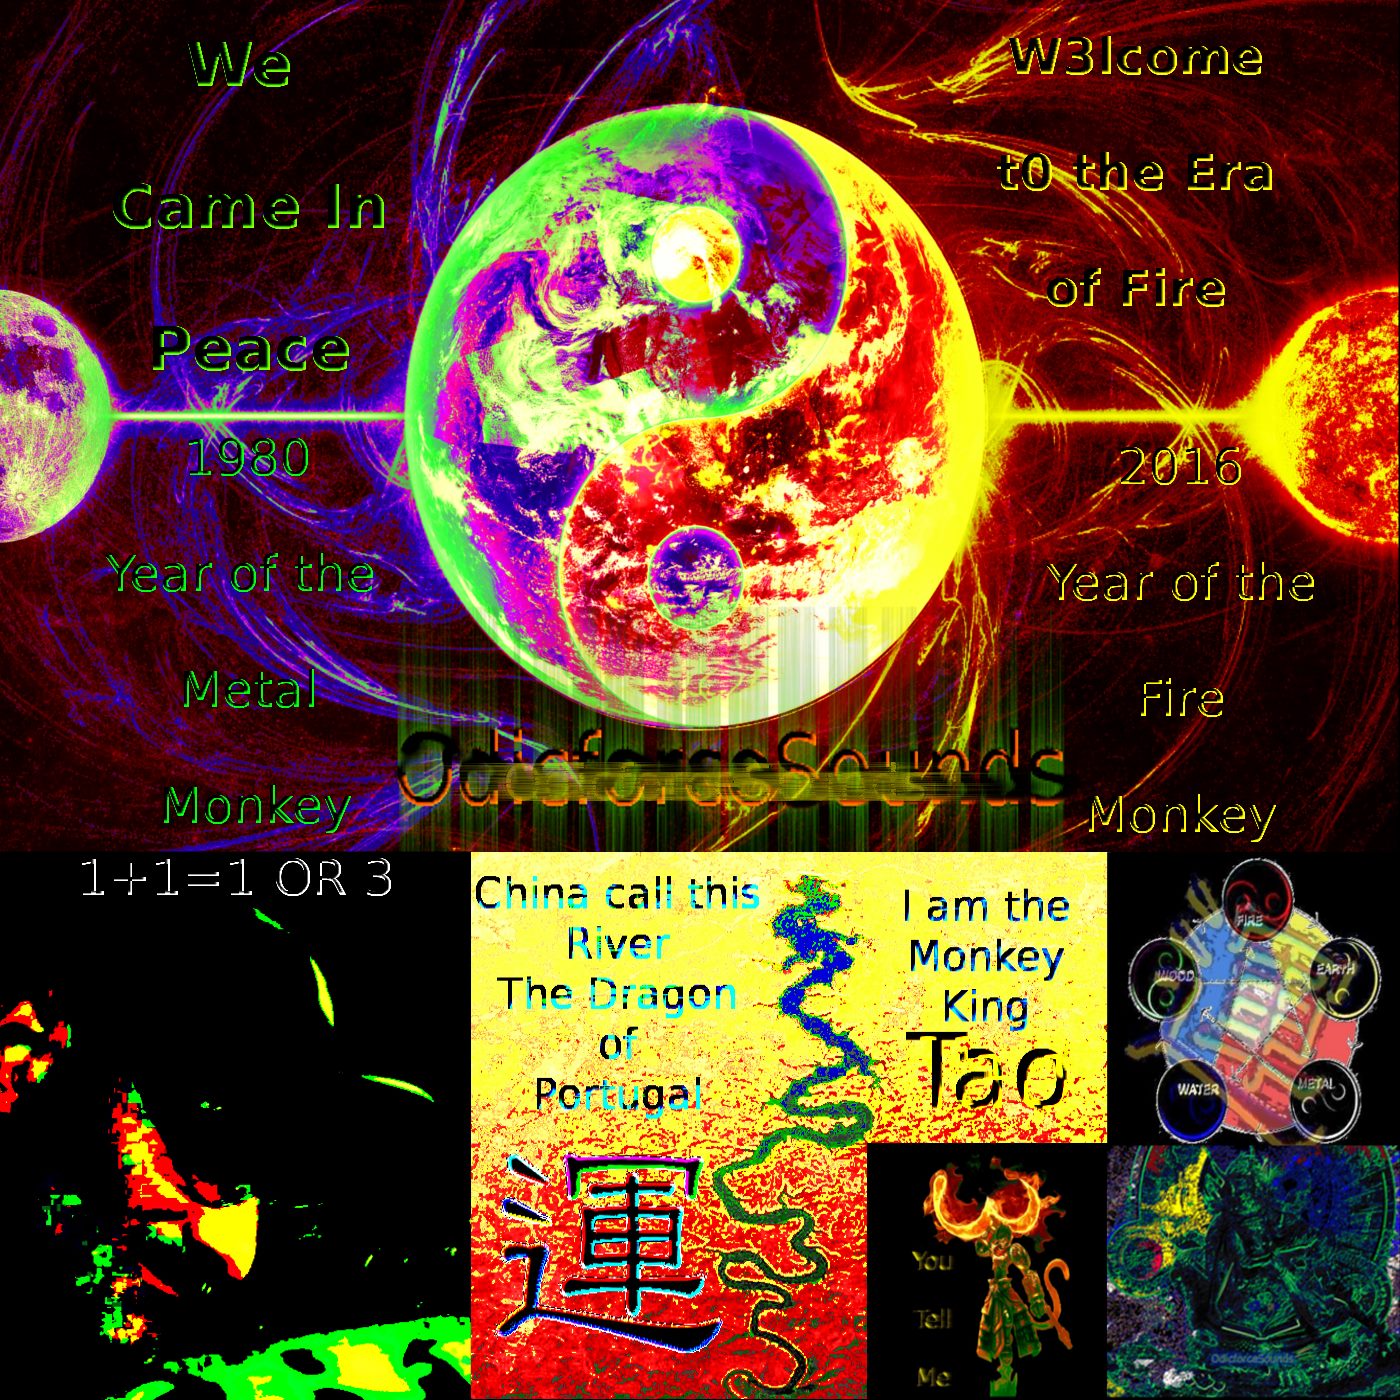 We
Came In
Peace
1980
Year of the
Metal
Monkey
W3lcome
t0 the Era
of Fire
2016
Year of the
Fire
Monkey
OdicforceSounds
1+1=1 OR 3
China call this
River
The Dragon
of
Portugal
運
I am the
Monkey
King
Tao
FIRE
WOOD
EARTH
WATER
METAL
You
Tell
Me
OdicforceSounds